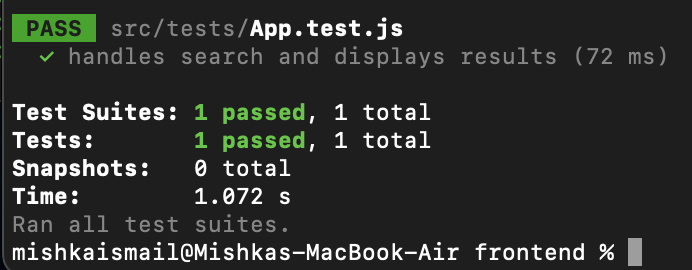 PASS src/tests/App.test.js
✓ handles search and displays results (72 ms)
Test Suites: 1 passed, 1 total
Tests: 1 passed, 1 total
Snapshots: 0 total
Time: 1.072 s
Ran all test suites.
mishkaismail@Mishkas-MacBook-Air frontend %